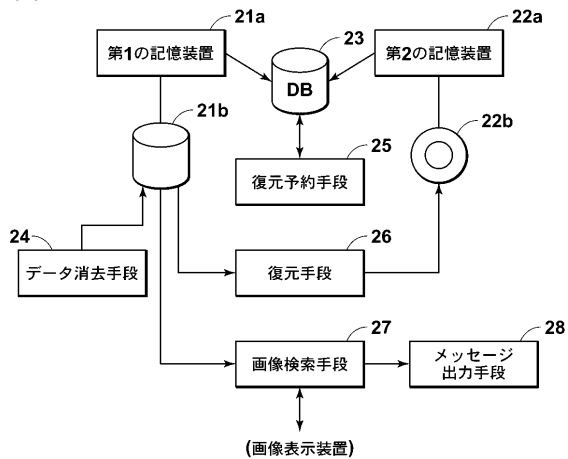 21a
第1の記憶装置
23
DB
22a
第2の記憶装置
21b
22b
25
復元予約手段
24
データ消去手段
26
復元手段
27
画像検索手段
28
メッセージ
出力手段
(画像表示装置)